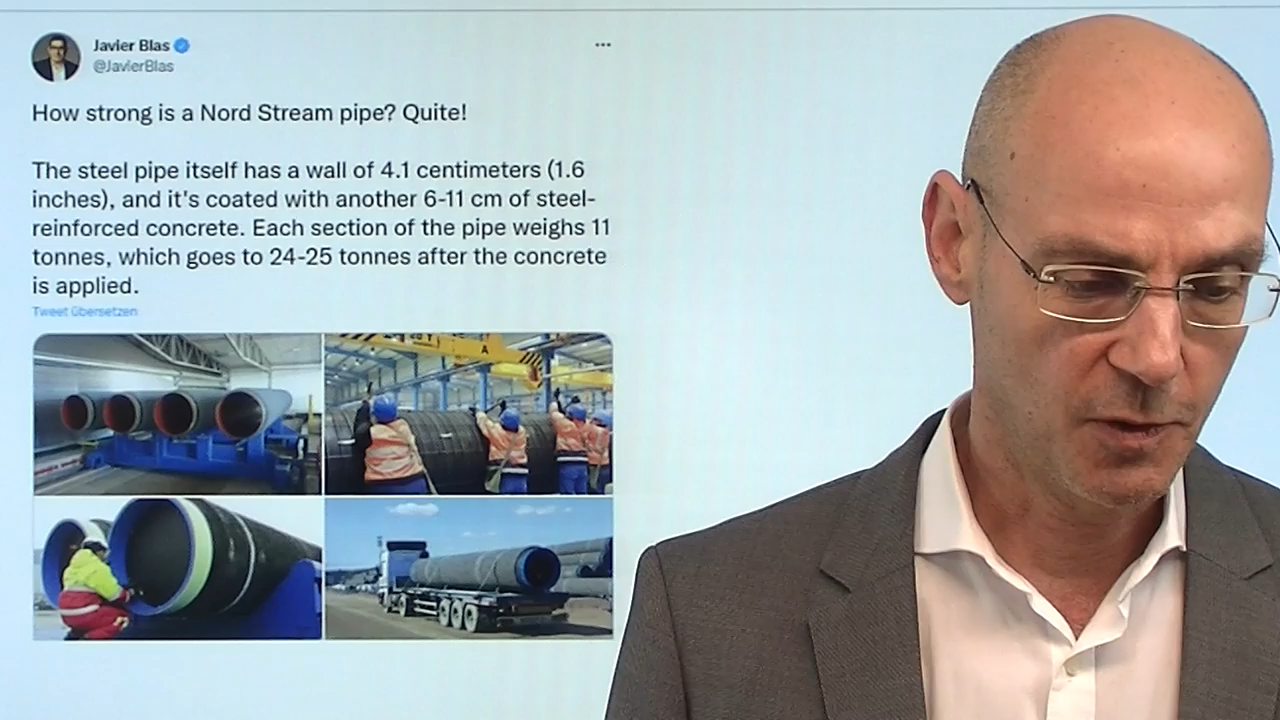 Javier Blas
@JavierBlas
How strong is a Nord Stream pipe? Quite!
The steel pipe itself has a wall of 4.1 centimeters (1.6
inches), and it's coated with another 6-11 cm of steel-
reinforced concrete. Each section of the pipe weighs 11
tonnes, which goes to 24-25 tonnes after the concrete
is applied.
Tweet übersetzen
A